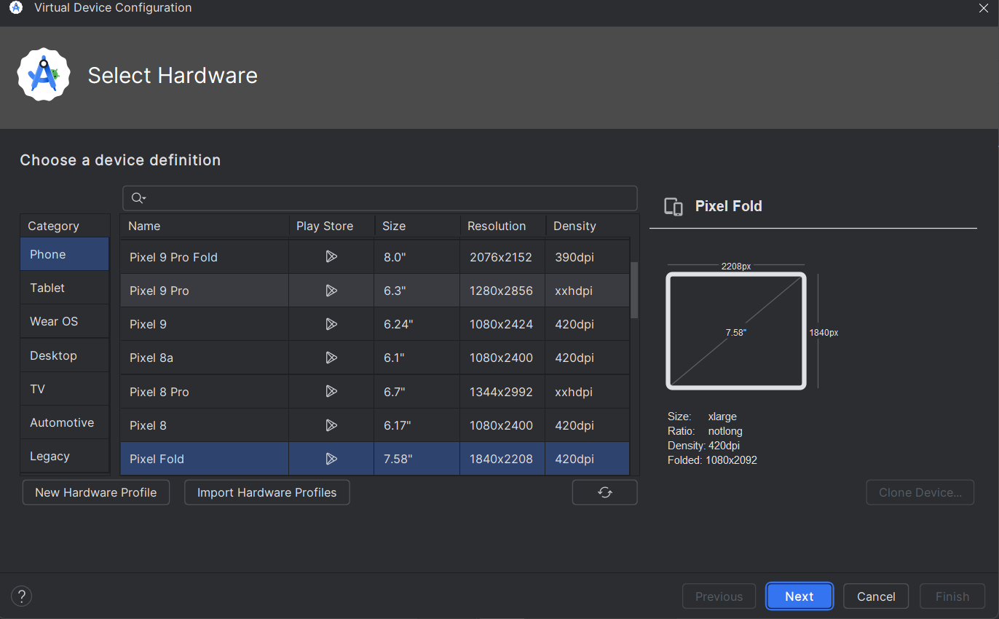 Virtual Device Configuration
Select Hardware
Choose a device definition
Category
Phone
Tablet
Wear OS
Desktop
TV
Automotive
Legacy
Name Play Store Size Resolution Density
Pixel 9 Pro Fold 8.0" 2076x2152 390dpi
Pixel 9 Pro 6.3" 1280x2856 xxhdpi
Pixel 9 6.24" 1080x2424 420dpi
Pixel 8a 6.1" 1080x2400 420dpi
Pixel 8 Pro 6.7" 1344x2992 xxhdpi
Pixel 8 6.17" 1080x2400 420dpi
Pixel Fold 7.58" 1840x2208 420dpi
New Hardware Profile Import Hardware Profiles
Pixel Fold
2208px
7.58"
1840px
Size: xlarge
Ratio: notlong
Density: 420dpi
Folded: 1080x2092
Clone Device...
? Previous Next Cancel Finish